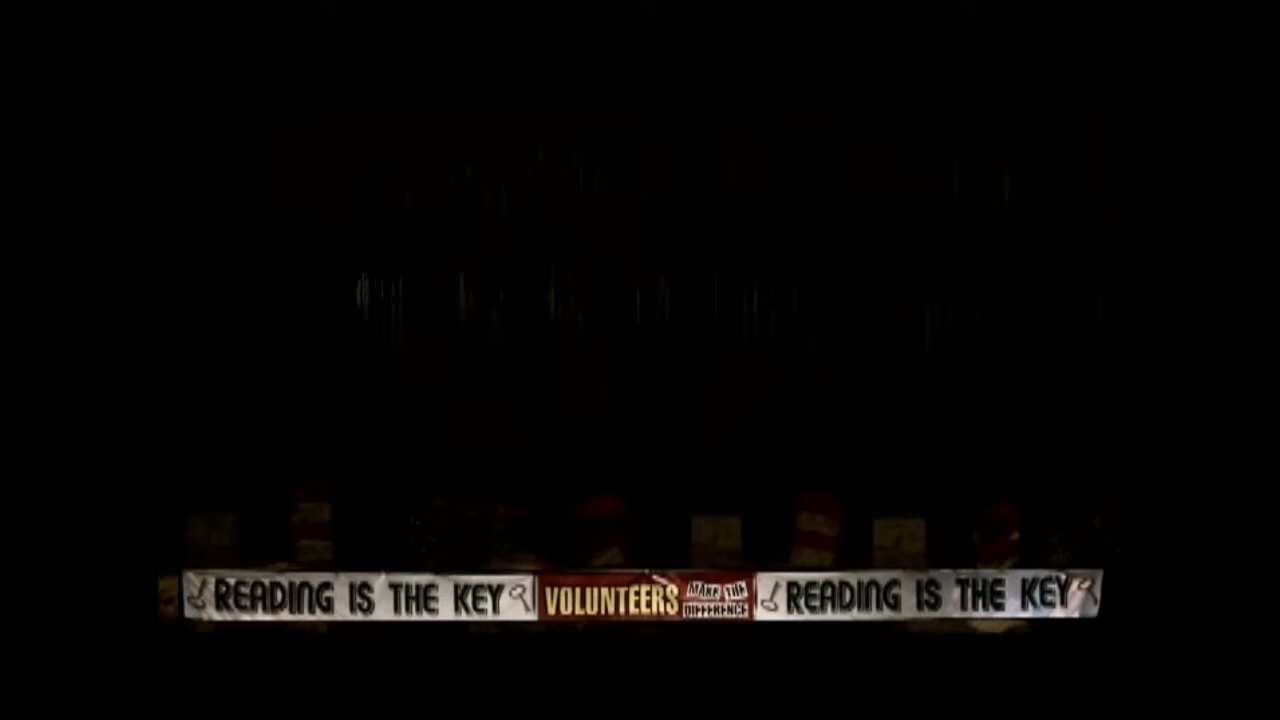 READING IS THE KEY
VOLUNTEERS
MAKE THE
DIFFERENCE
READING IS THE KEY